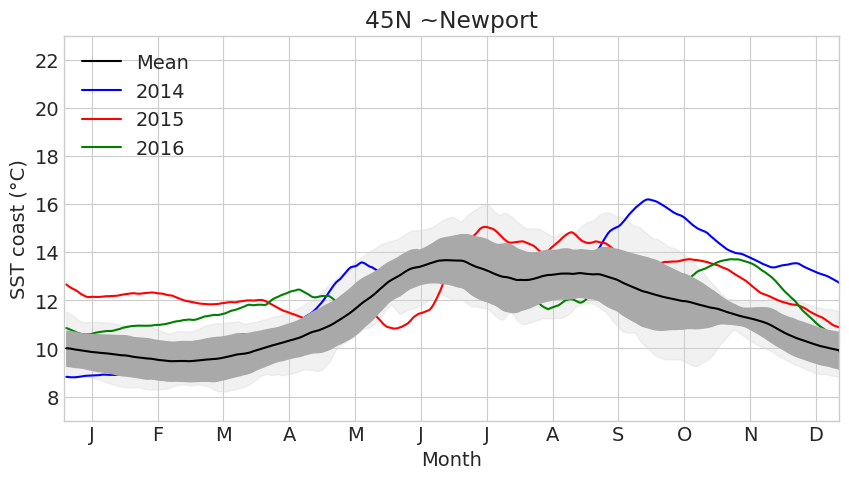 45N ~Newport
Mean
2014
2015
2016
22
20
18
16
14
12
10
8
SST coast (°C)
J F M A M J J A S O N D
Month